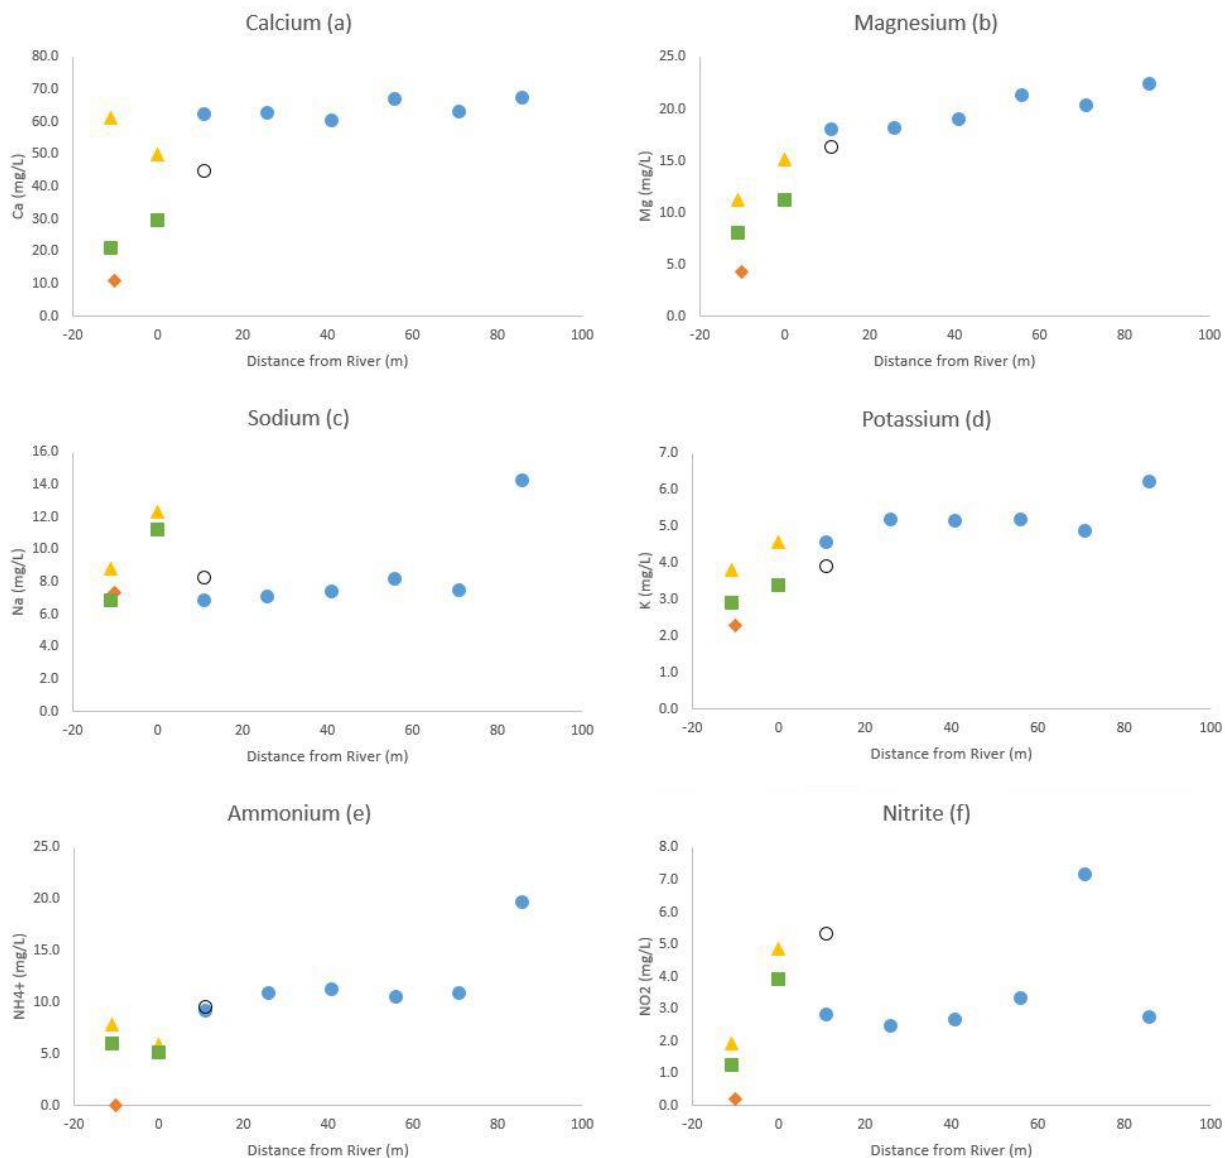 Calcium (a)
80.0
70.0
60.0
50.0
40.0
30.0
20.0
10.0
0.0
Ca (mg/L)
-20 0 20 40 60 80 100
Distance from River (m)
Magnesium (b)
25.0
20.0
15.0
10.0
5.0
0.0
Mg (mg/L)
-20 0 20 40 60 80 100
Distance from River (m)
Sodium (c)
16.0
14.0
12.0
10.0
8.0
6.0
4.0
2.0
0.0
Na (mg/L)
-20 0 20 40 60 80 100
Distance from River (m)
Potassium (d)
7.0
6.0
5.0
4.0
3.0
2.0
1.0
0.0
K (mg/L)
-20 0 20 40 60 80 100
Distance from River (m)
Ammonium (e)
25.0
20.0
15.0
10.0
5.0
0.0
NH4+ (mg/L)
-20 0 20 40 60 80 100
Distance from River (m)
Nitrite (f)
8.0
7.0
6.0
5.0
4.0
3.0
2.0
1.0
0.0
NO2 (mg/L)
-20 0 20 40 60 80 100
Distance from River (m)